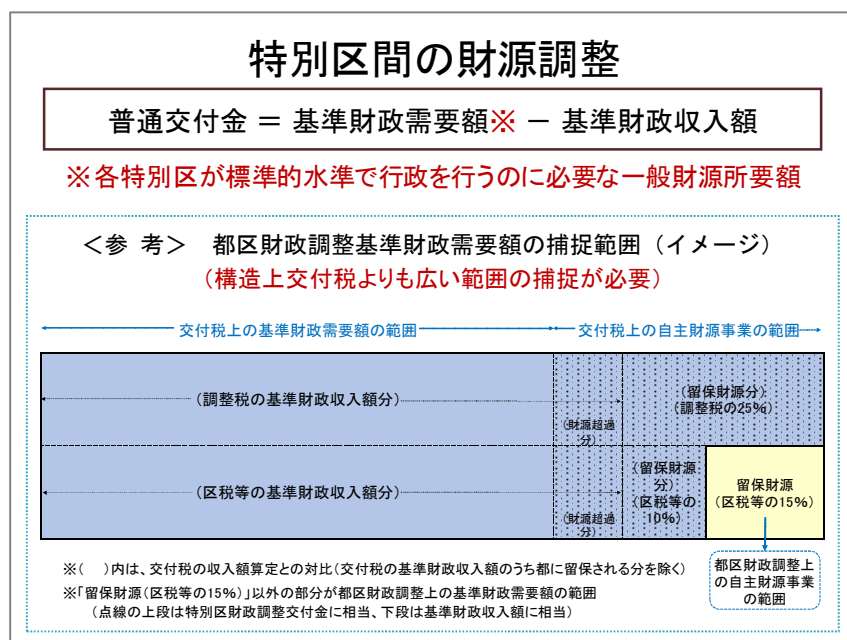 特別区間の財源調整
普通交付金 ＝ 基準財政需要額※ － 基準財政収入額
※各特別区が標準的水準で行政を行うのに必要な一般財源所要額
＜参 考＞ 都区財政調整基準財政需要額の捕捉範囲（イメージ）
（構造上交付税よりも広い範囲の捕捉が必要）
交付税上の基準財政需要額の範囲
交付税上の自主財源事業の範囲
（調整税の基準財政収入額分）
（財源超過
分）
（留保財源分）
（調整税の25％）
（区税等の基準財政収入額分）
（財源超過
分）
（留保財源
分）
（区税等の
10％）
留保財源
（区税等の15％）
※（　）内は、交付税の収入額算定との対比（交付税の基準財政収入額のうち都に留保される分を除く）
※「留保財源（区税等の15％）」以外の部分が都区財政調整上の基準財政需要額の範囲
（点線の上段は特別区財政調整交付金に相当、下段は基準財政収入額に相当）
都区財政調整上
の自主財源事業
の範囲